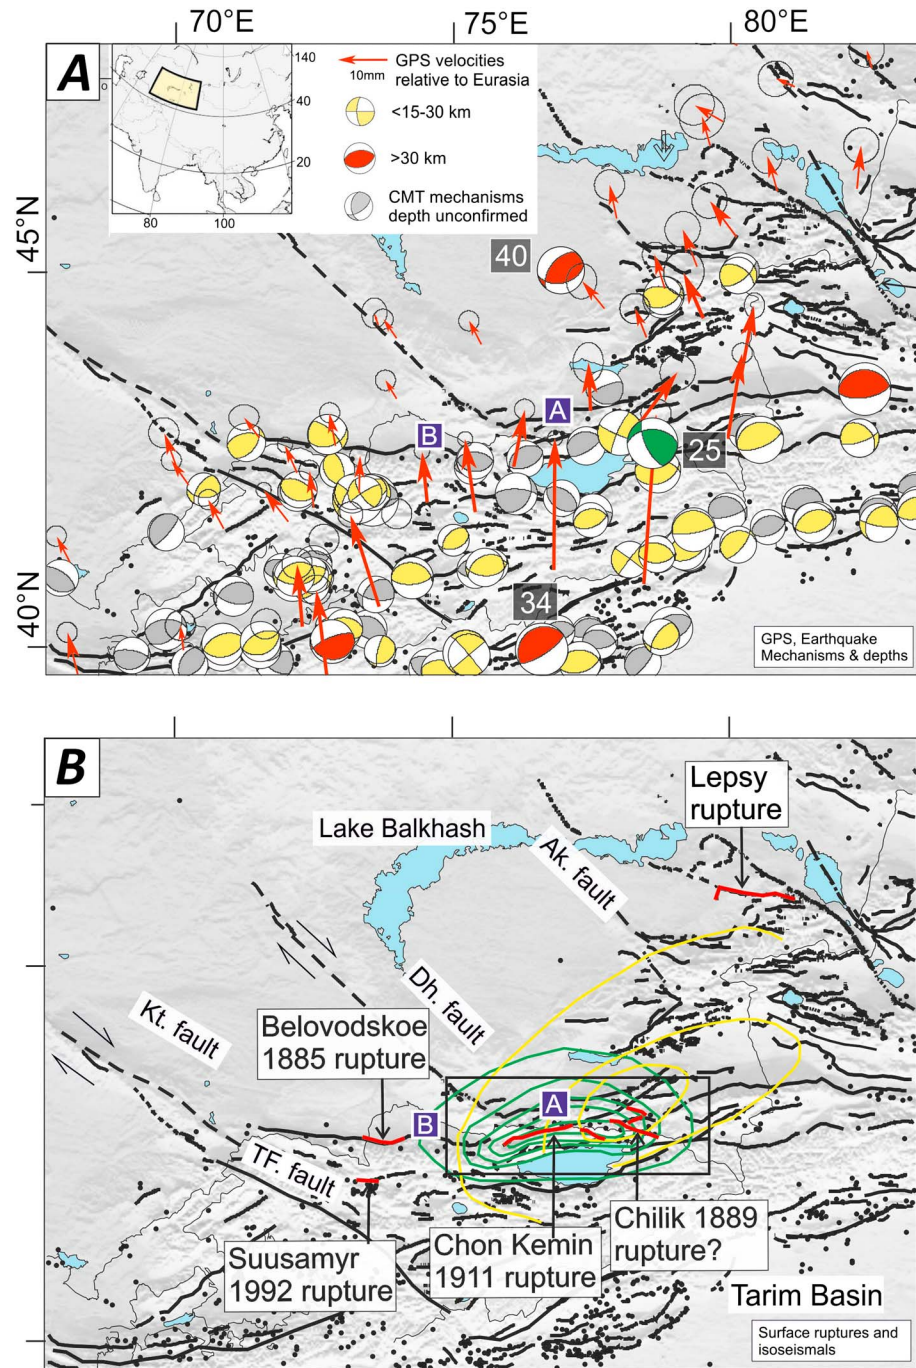 70°E
75°E
80°E
A
140
40
20
80
100
GPS velocities
relative to Eurasia
10mm
<15-30 km
>30 km
CMT mechanisms
depth unconfirmed
45°N
40
A
B
25
40°N
34
GPS, Earthquake
Mechanisms & depths
B
Lepsy
rupture
Lake Balkhash
Ak. fault
Dh. fault
Kt. fault
Belovodskoe
1885 rupture
A
B
TF. fault
Suusamyr
1992 rupture
Chon Kemin
1911 rupture
Chilik 1889
rupture?
Tarim Basin
Surface ruptures and
isoseismals